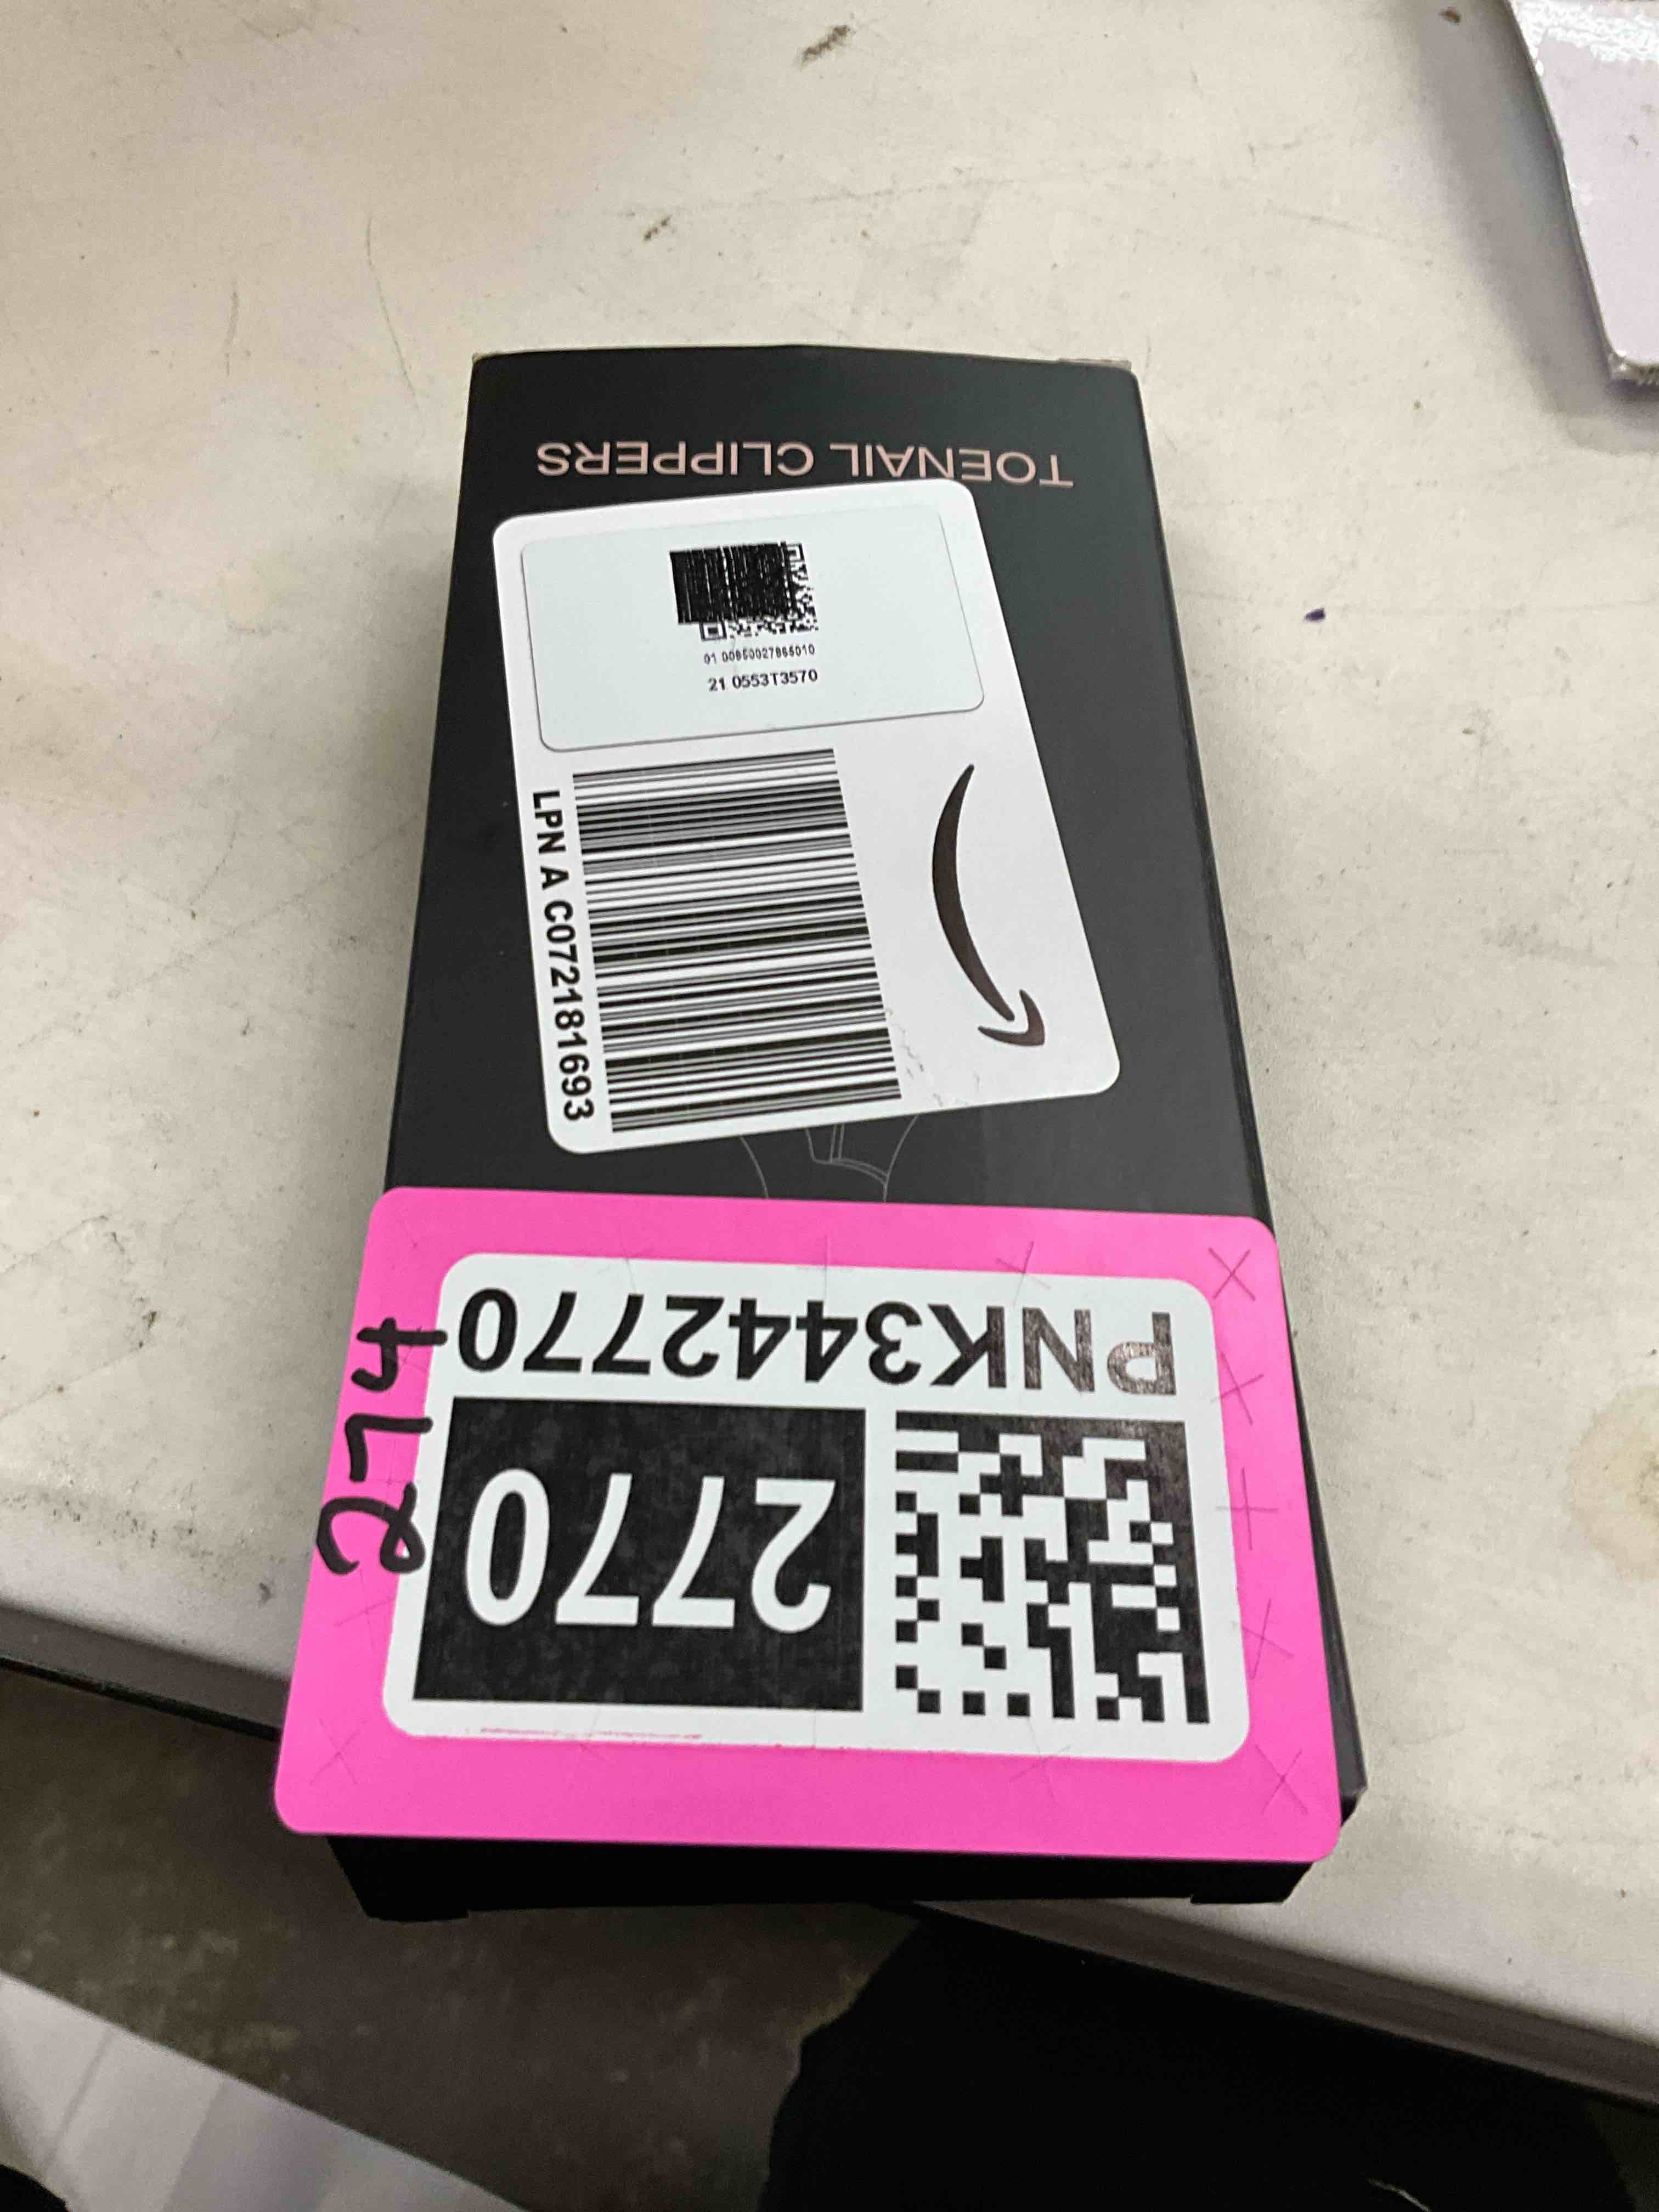 TOENAIL CLIPPERS
01 00850027865010
21 0553T3570
LPN A C072181693
PNK3442770
2770
274